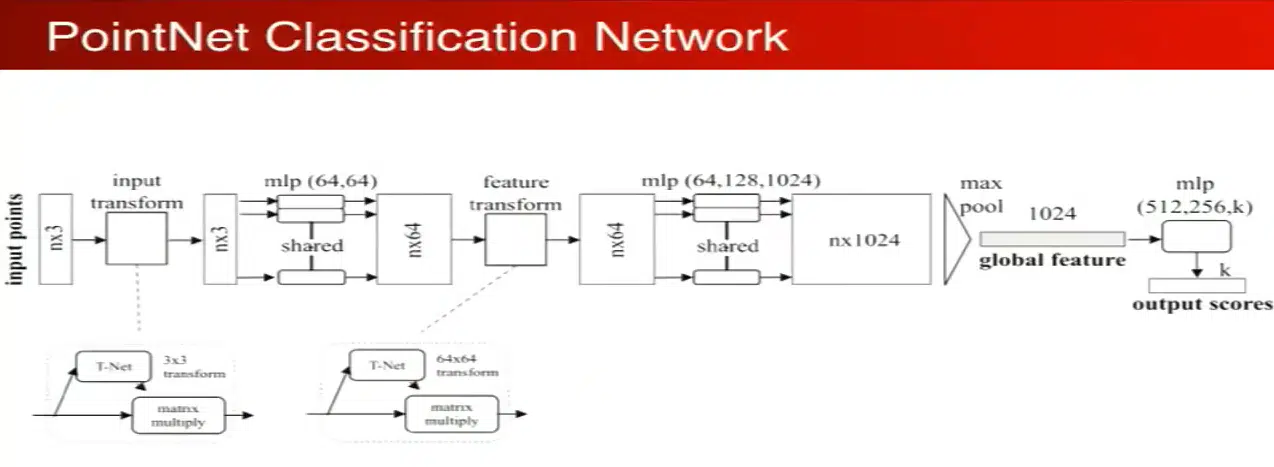 PointNet Classification Network
input points
nx3
input
transform
nx3
mlp (64,64)
shared
nx64
feature
transform
nx64
mlp (64,128,1024)
shared
nx1024
max
pool
1024
global feature
mlp
(512,256,k)
k
output scores
T-Net
3x3
transform
matrix
multiply
T-Net
64x64
transform
matrix
multiply